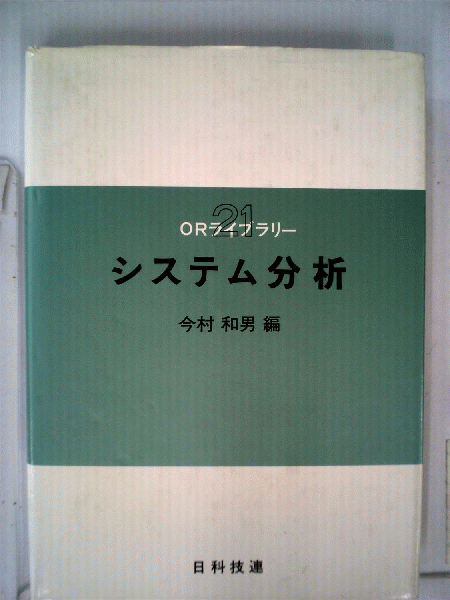 21
ORライブラリー
システム分析
今村 和男 編
日科技連